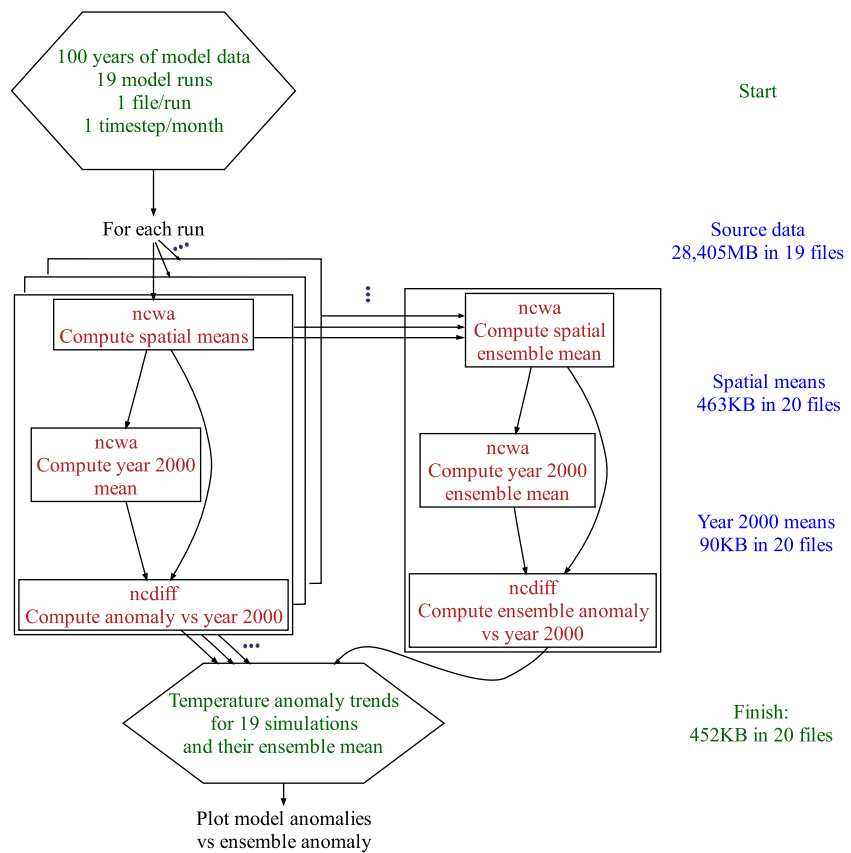 100 years of model data
19 model runs
1 file/run
1 timestep/month
Start
For each run
Source data
28,405MB in 19 files
ncwa
Compute spatial means
ncwa
Compute spatial
ensemble mean
Spatial means
463KB in 20 files
ncwa
Compute year 2000
mean
ncwa
Compute year 2000
ensemble mean
Year 2000 means
90KB in 20 files
ncdiff
Compute anomaly vs year 2000
ncdiff
Compute ensemble anomaly
vs year 2000
Temperature anomaly trends
for 19 simulations
and their ensemble mean
Finish:
452KB in 20 files
Plot model anomalies
vs ensemble anomaly